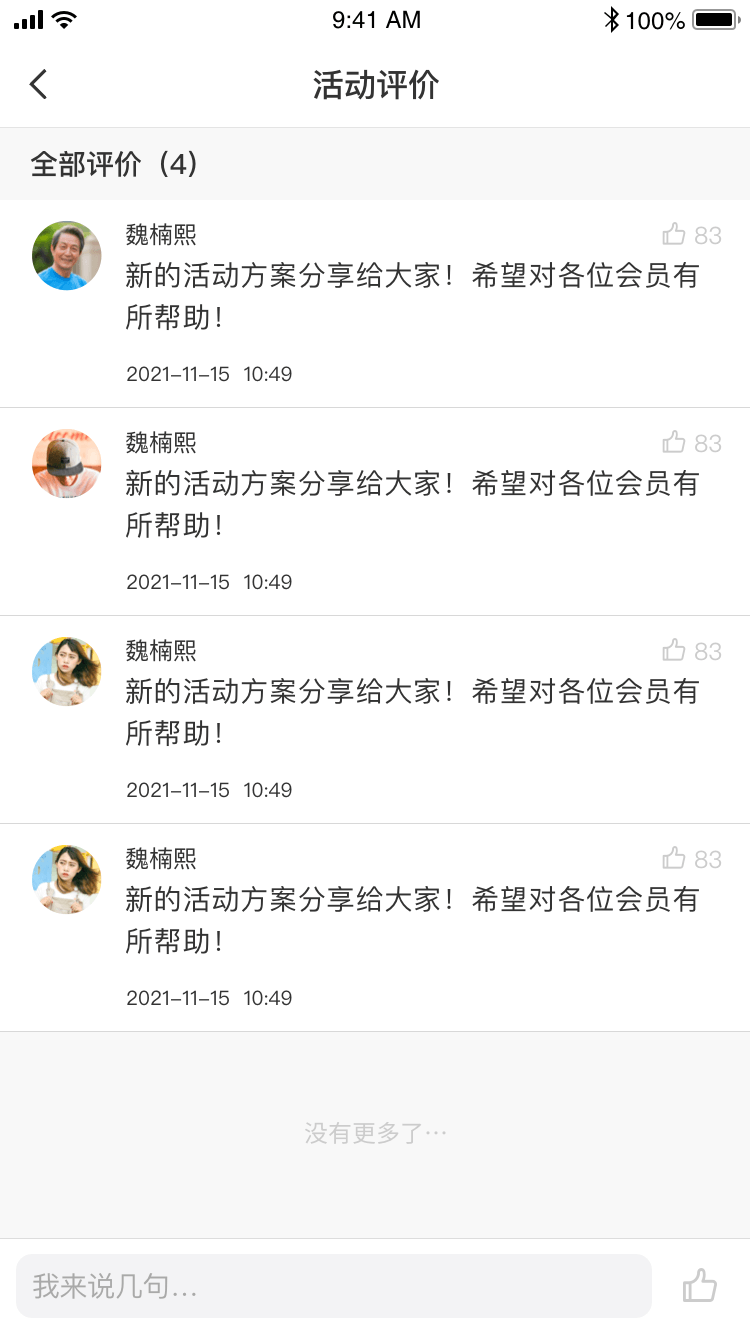 9:41 AM
100%
活动评价
全部评价（4）
魏楠熙
83
新的活动方案分享给大家！希望对各位会员有
所帮助！
2021-11-15 10:49
魏楠熙
83
新的活动方案分享给大家！希望对各位会员有
所帮助！
2021-11-15 10:49
魏楠熙
83
新的活动方案分享给大家！希望对各位会员有
所帮助！
2021-11-15 10:49
魏楠熙
83
新的活动方案分享给大家！希望对各位会员有
所帮助！
2021-11-15 10:49
没有更多了…
我来说几句…